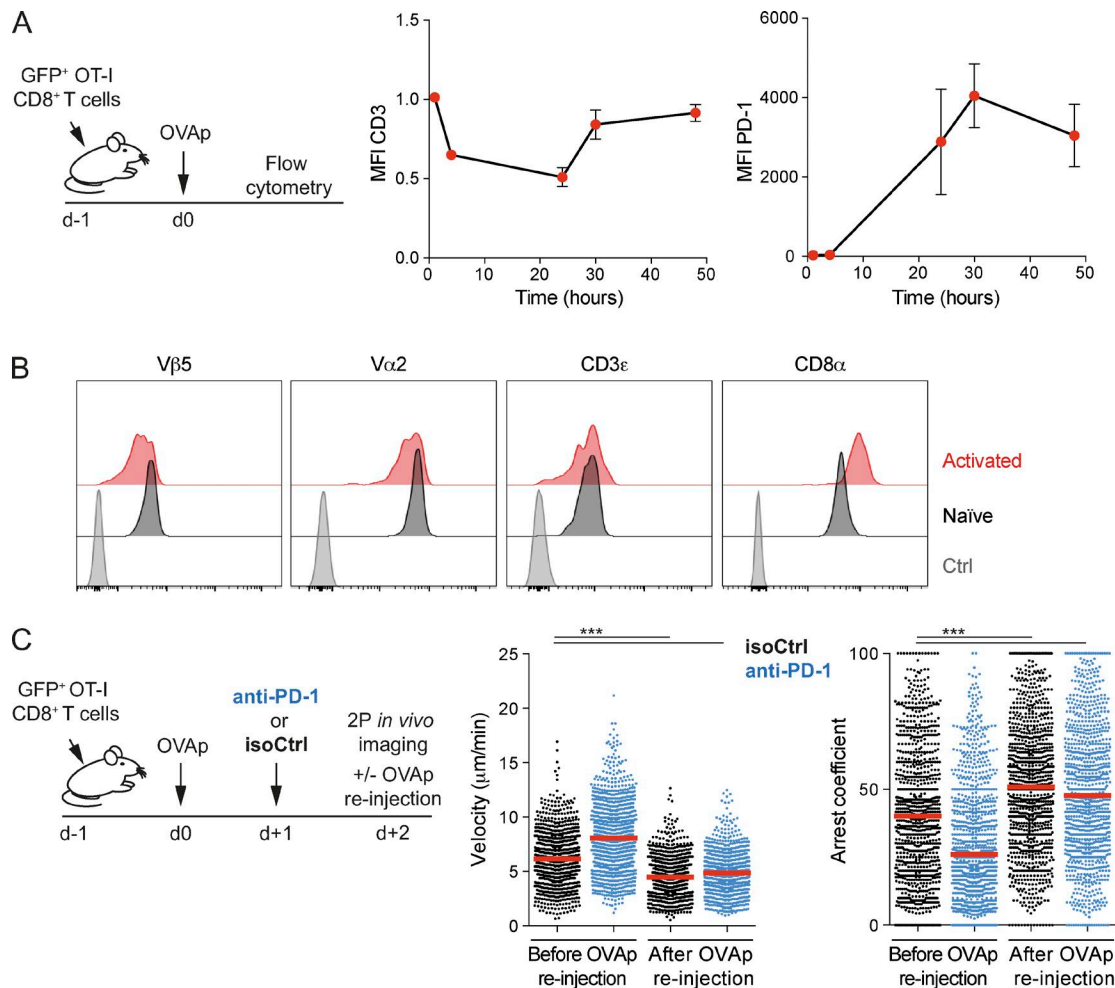 A
GFP⁺ OT-I
CD8⁺ T cells
OVAp
Flow
cytometry
d-1
d0
MFI CD3
1.5
1.0
0.5
0.0
0 10 20 30 40 50
Time (hours)
MFI PD-1
6000
4000
2000
0
0 10 20 30 40 50
Time (hours)
B
Vβ5
Vα2
CD3ε
CD8α
Activated
Naïve
Ctrl
C
GFP⁺ OT-I
CD8⁺ T cells
OVAp
anti-PD-1
or
isoCtrl
2P in vivo
imaging
+/- OVAp
re-injection
d-1
d0
d+1
d+2
Velocity (μm/min)
25
20
15
10
5
0
***
Before OVAp
re-injection
After OVAp
re-injection
isoCtrl
anti-PD-1
Arrest coefficient
100
50
0
***
Before OVAp
re-injection
After OVAp
re-injection